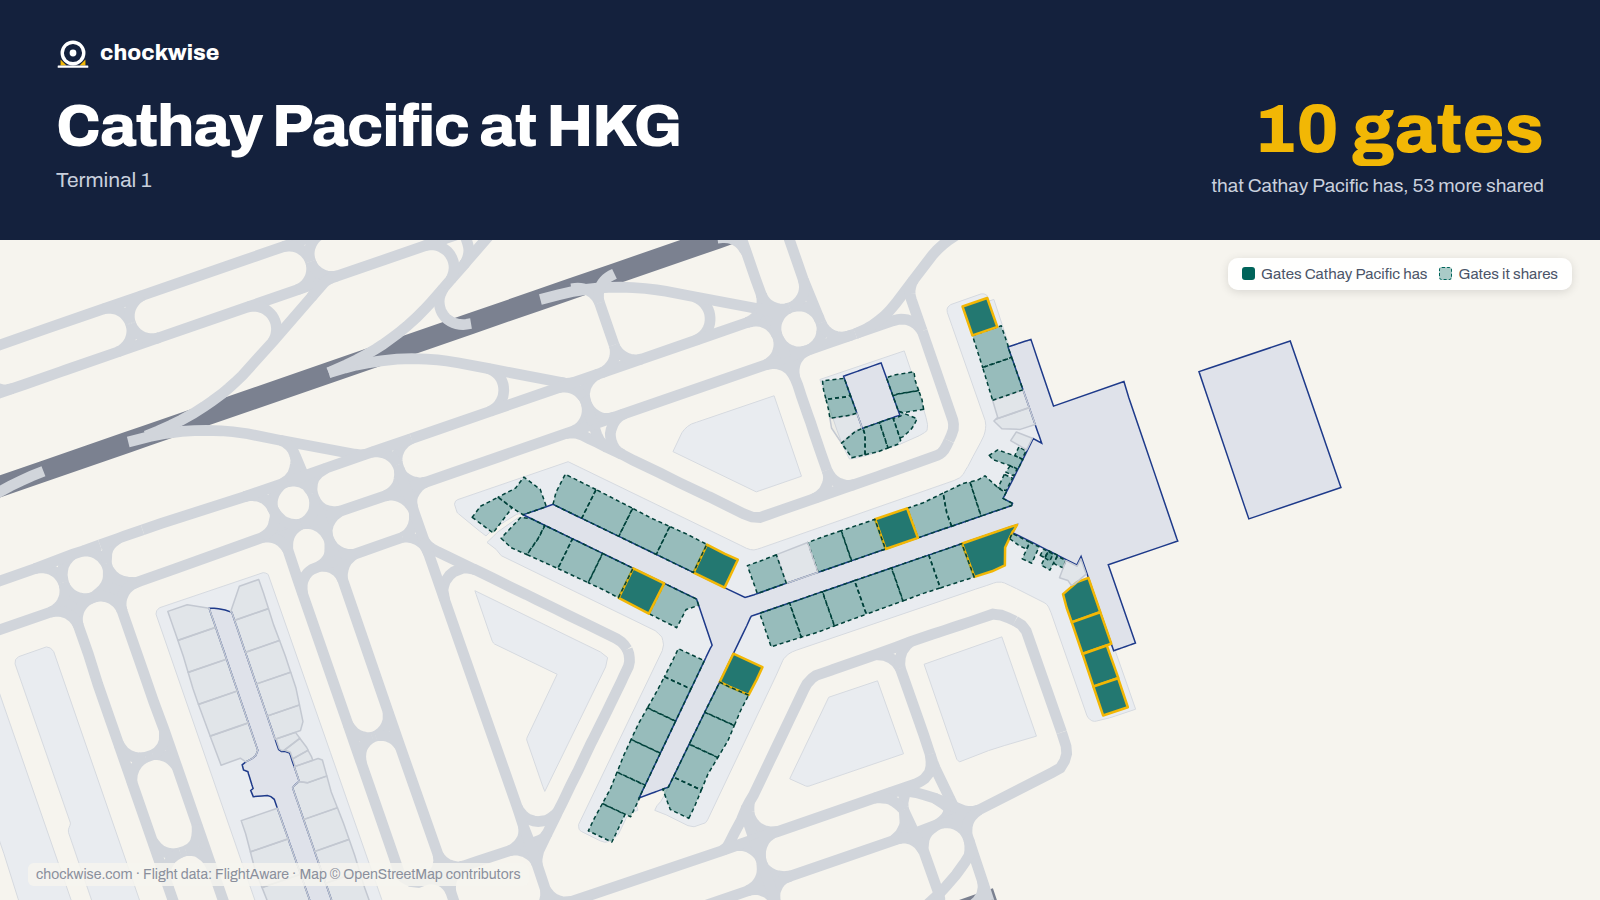 chockwise
Cathay Pacific at HKG
Terminal 1
10 gates
that Cathay Pacific has, 53 more shared
Gates Cathay Pacific has
Gates it shares
chockwise.com · Flight data: FlightAware · Map © OpenStreetMap contributors